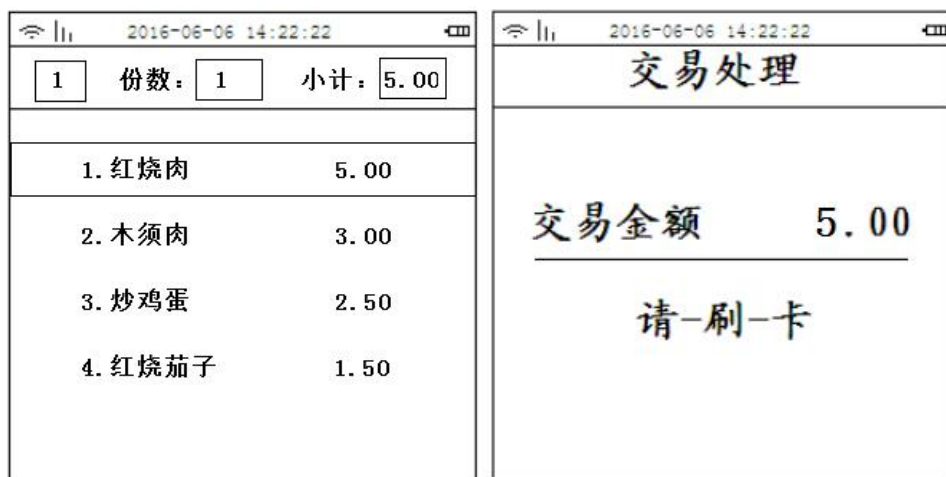 2016-06-06 14:22:22
1 份数： 1 小计： 5.00
1.红烧肉 5.00
2.木须肉 3.00
3.炒鸡蛋 2.50
4.红烧茄子 1.50
2016-06-06 14:22:22
交易处理
交易金额 5.00
请-刷-卡